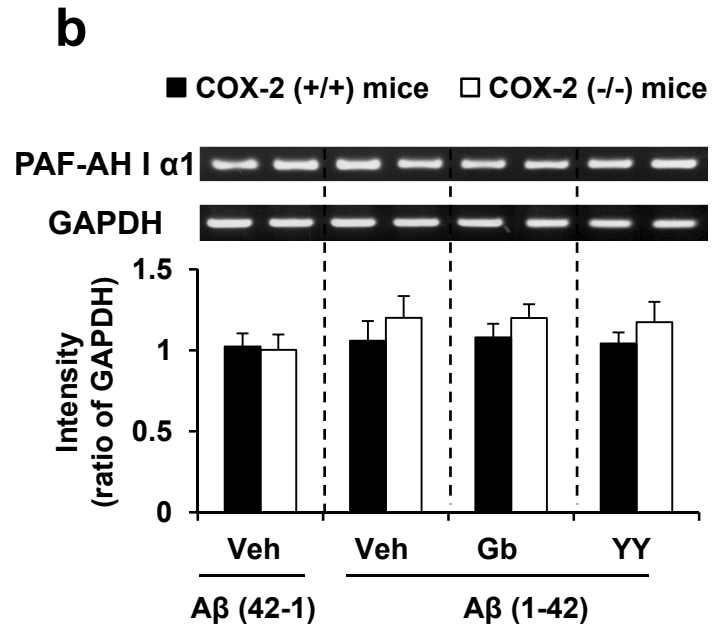 b
COX-2 (+/+) mice COX-2 (-/-) mice
PAF-AH I α1
GAPDH
Intensity
(ratio of GAPDH)
1.5
1
0.5
0
Veh Veh Gb YY
Aβ (42-1) Aβ (1-42)